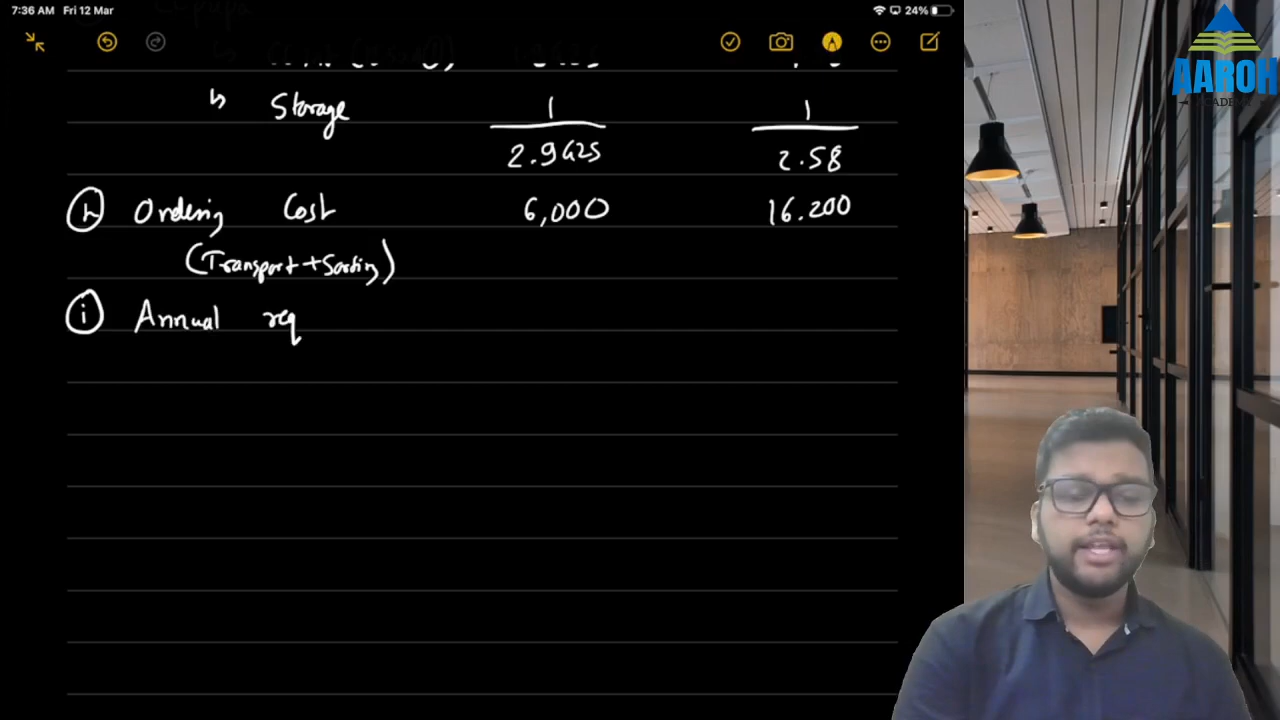 7:36 AM Fri 12 Mar 24%
AAROH
ACADEMY
↳ Storage 1 1
2.9625 2.58
(h) Ordering Cost 6,000 16.200
(Transport + Sorting)
(i) Annual req